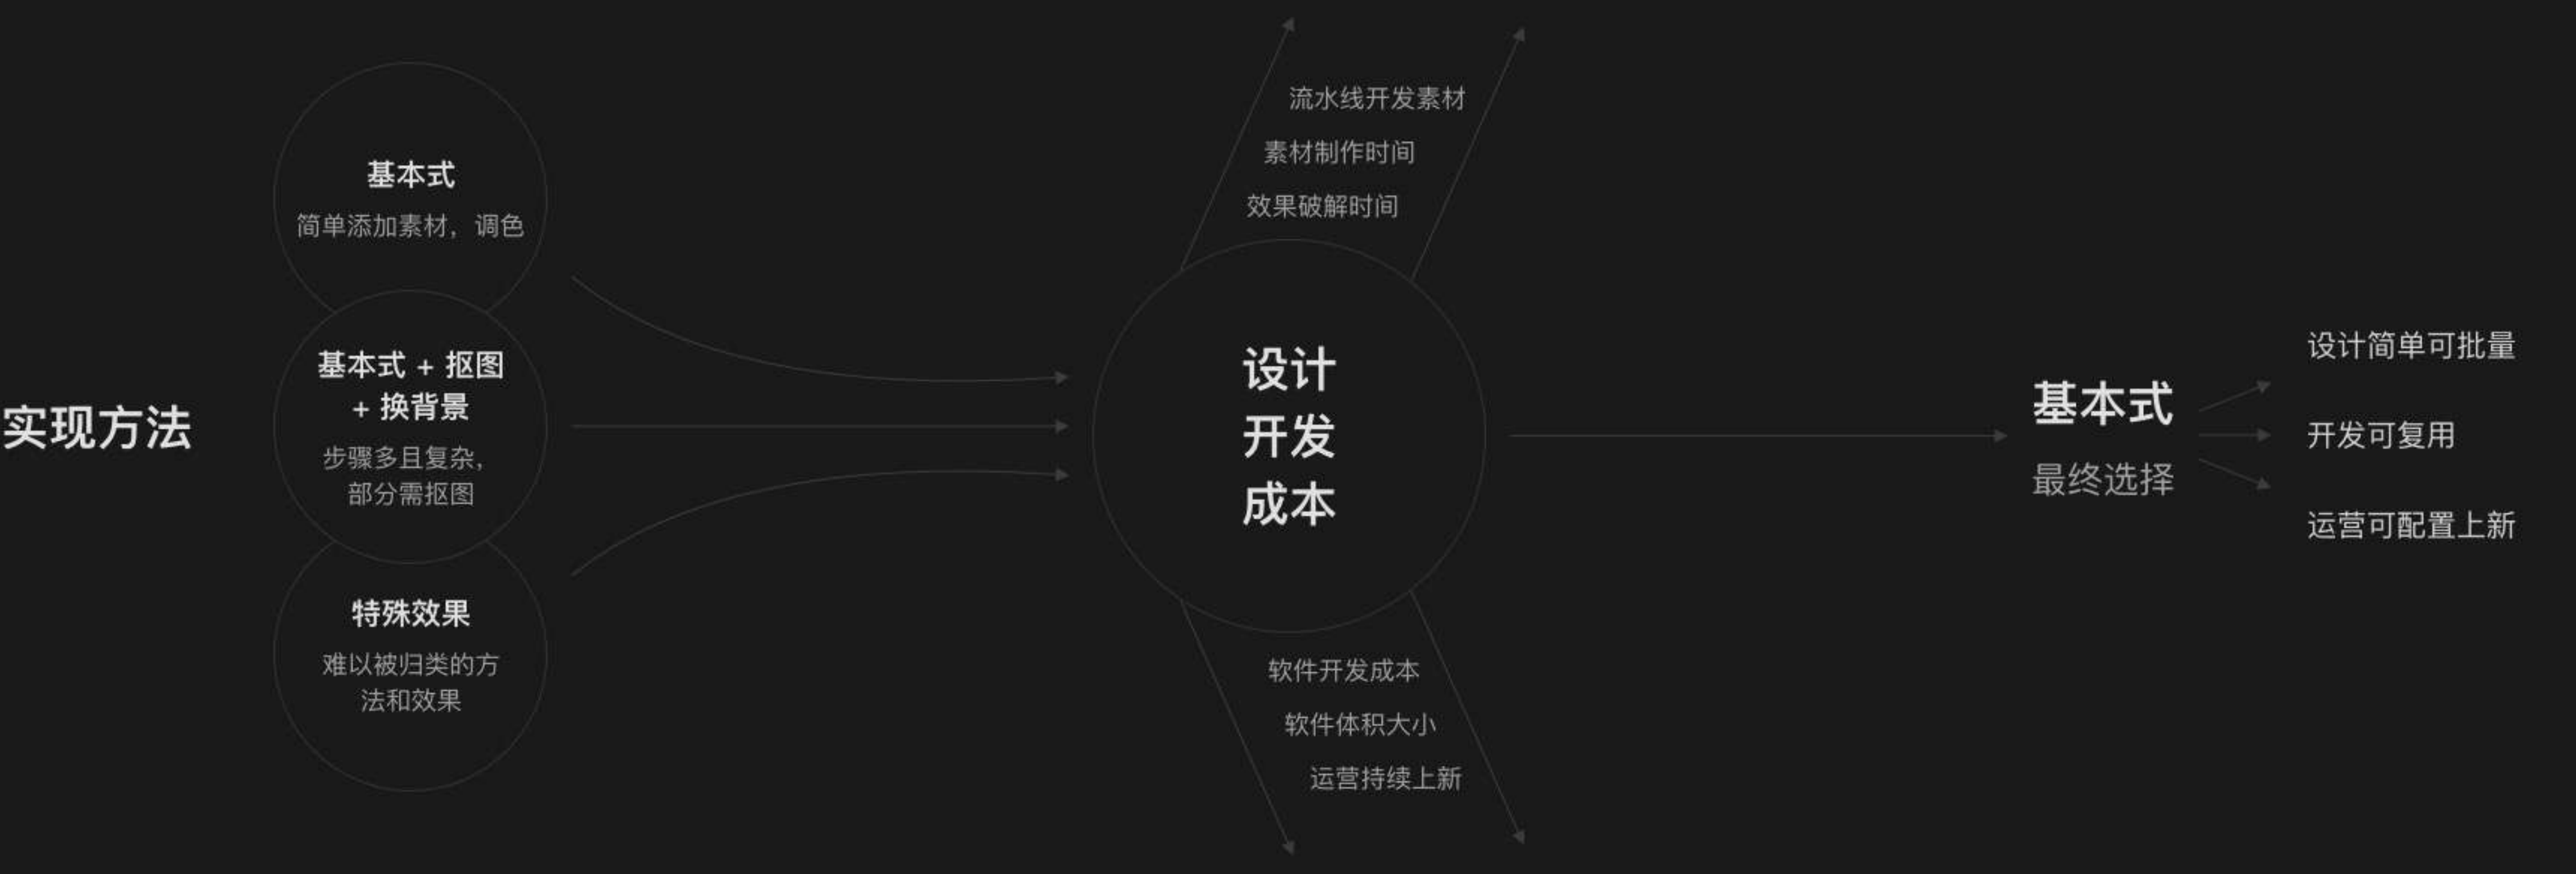 实现方法
基本式
简单添加素材，调色
基本式 + 抠图
+ 换背景
步骤多且复杂，
部分需抠图
特殊效果
难以被归类的方
法和效果
流水线开发素材
素材制作时间
效果破解时间
设计
开发
成本
软件开发成本
软件体积大小
运营持续上新
基本式
最终选择
设计简单可批量
开发可复用
运营可配置上新